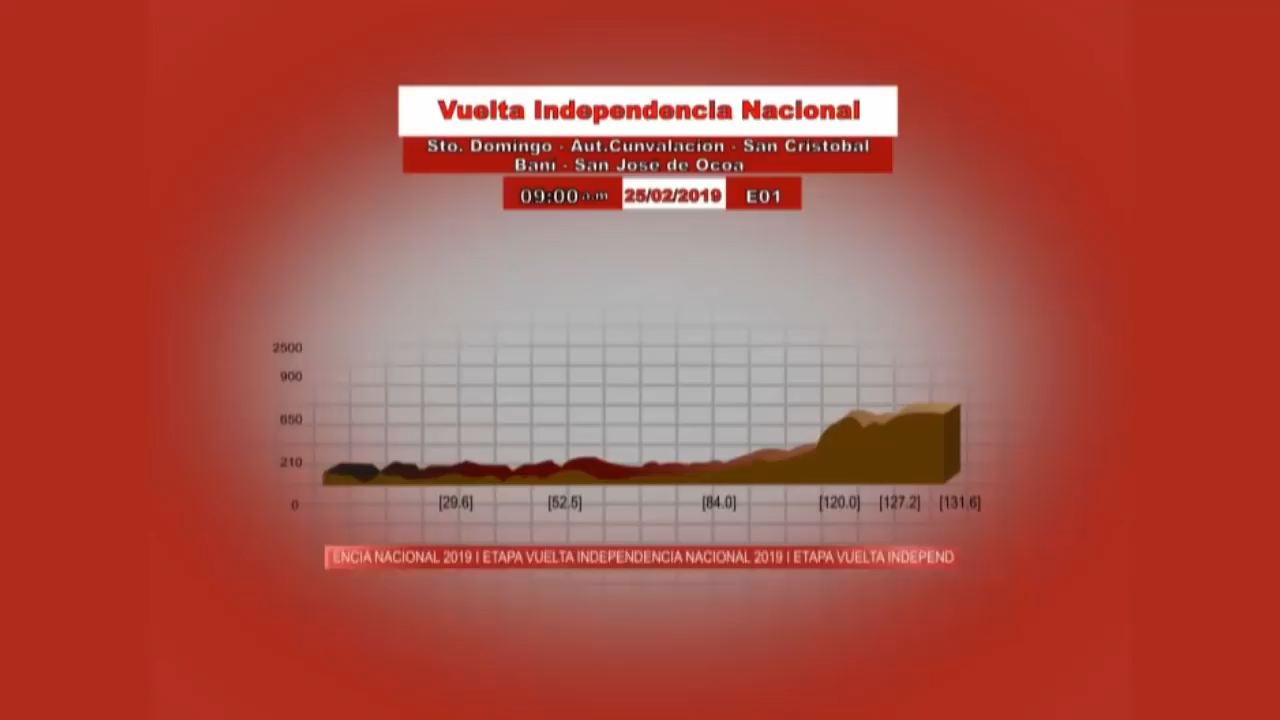 Vuelta Independencia Nacional
Sto. Domingo - Aut.Cunvalacion - San Cristobal
Bani - San Jose de Ocoa
09:00 a.m 25/02/2019 E01
2500
900
650
210
0
[29.6] [52.5] [84.0] [120.0] [127.2] [131.6]
ENCIA NACIONAL 2019 | ETAPA VUELTA INDEPENDENCIA NACIONAL 2019 | ETAPA VUELTA INDEPEND